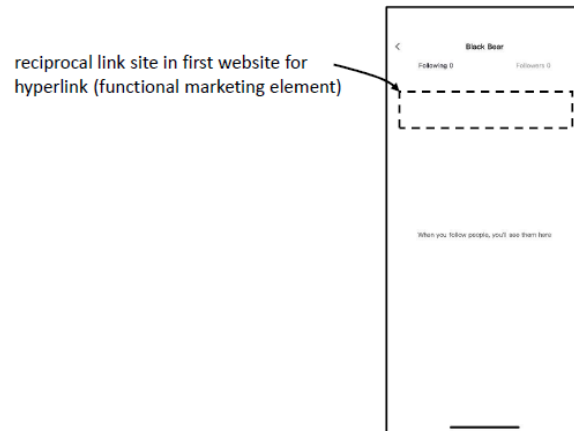 reciprocal link site in first website for
hyperlink (functional marketing element)
Black Bear
Following 0 Followers 0
When you follow people, you'll see them here